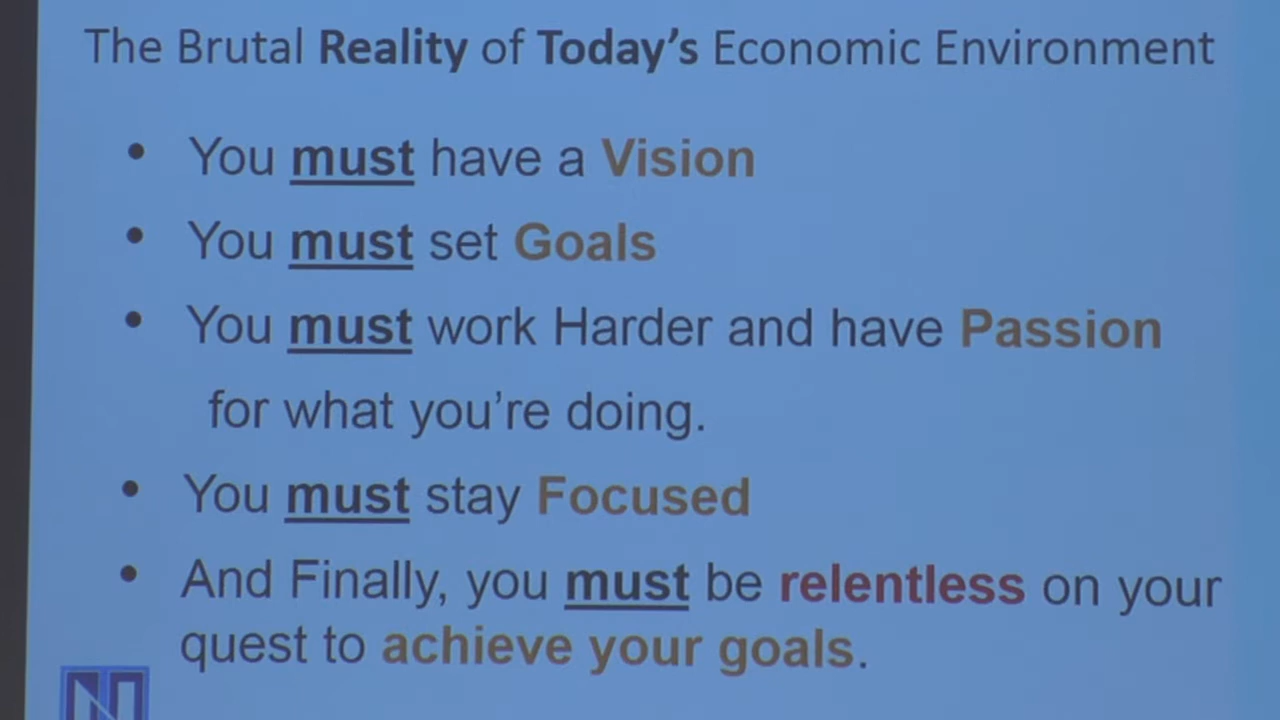 The Brutal Reality of Today's Economic Environment
• You must have a Vision
• You must set Goals
• You must work Harder and have Passion
for what you're doing.
• You must stay Focused
• And Finally, you must be relentless on your
quest to achieve your goals.